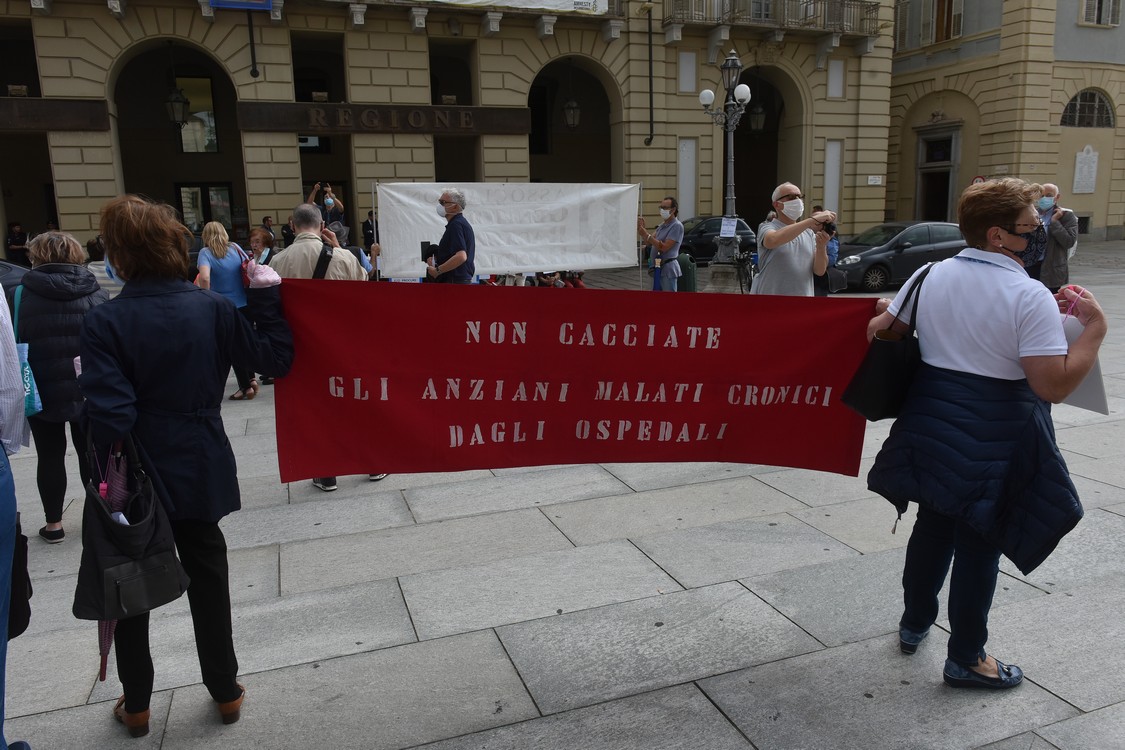 REGIONE
NON CACCIATE
GLI ANZIANI MALATI CRONICI
DAGLI OSPEDALI